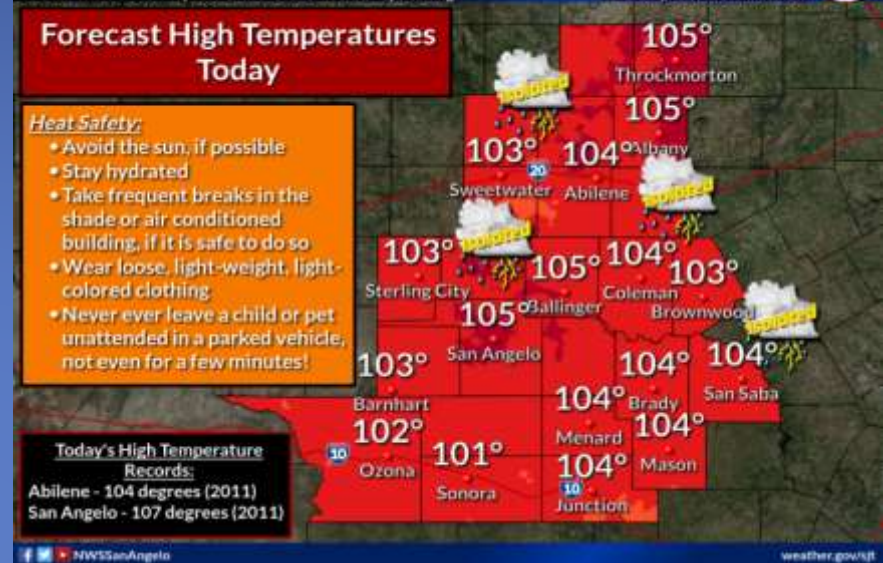 Forecast High Temperatures
Today
Heat Safety:
• Avoid the sun, if possible
• Stay hydrated
• Take frequent breaks in the
shade or air conditioned
building, if it is safe to do so
• Wear loose, light-weight, light-
colored clothing
• Never ever leave a child or pet
unattended in a parked vehicle,
not even for a few minutes!
105°
Throckmorton
isolated
105°
Albany
103°
Sweetwater
20
104°
Abilene
isolated
isolated
103°
Sterling City
105°
Ballinger
104°
Coleman
103°
Brownwood
isolated
105°
San Angelo
103°
Barnhart
104°
Brady
104°
San Saba
104°
Menard
104°
Mason
102°
Ozona
10
101°
Sonora
104°
10
Junction
Today's High Temperature
Records:
Abilene - 104 degrees (2011)
San Angelo - 107 degrees (2011)
NWSSanAngelo
weather.gov/sjt